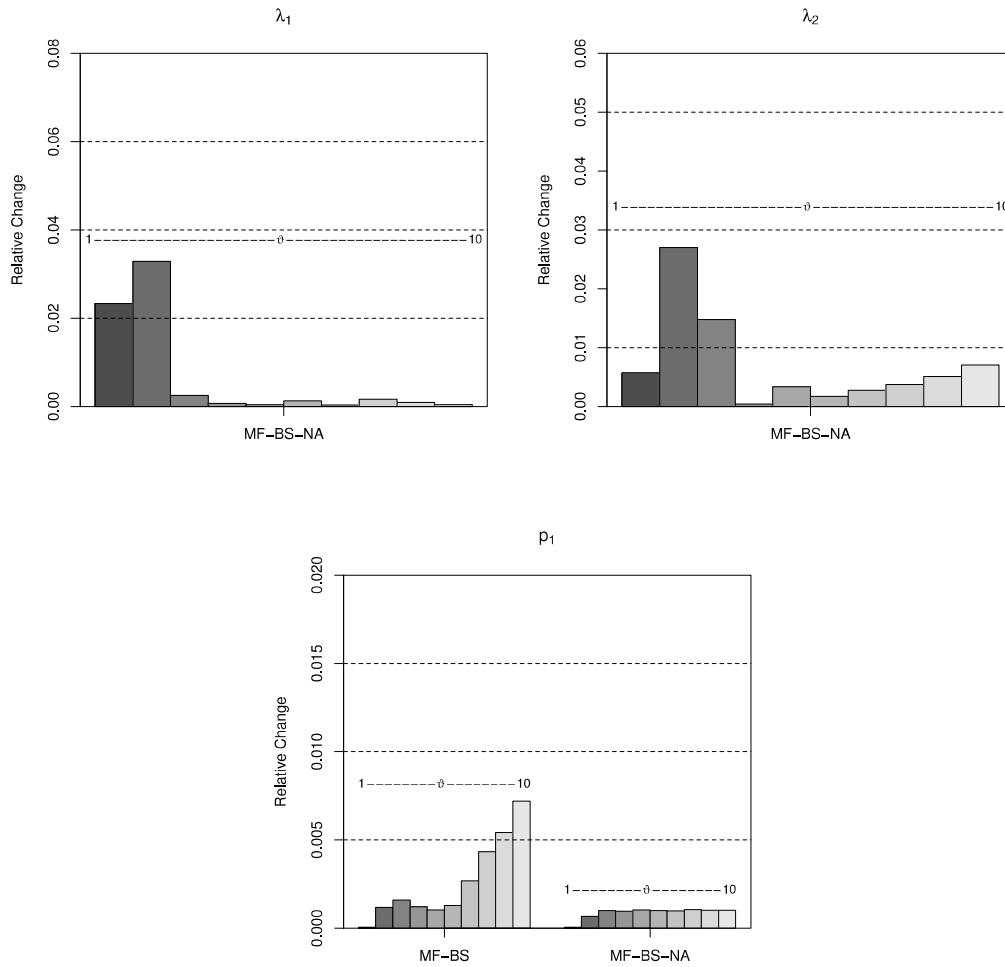 λ1
Relative Change
0.00 0.02 0.04 0.06 0.08
1 ϑ 10
MF−BS−NA
λ2
Relative Change
0.00 0.01 0.02 0.03 0.04 0.05 0.06
1 ϑ 10
MF−BS−NA
p1
Relative Change
0.000 0.005 0.010 0.015 0.020
1 ϑ 10
1 ϑ 10
MF−BS MF−BS−NA